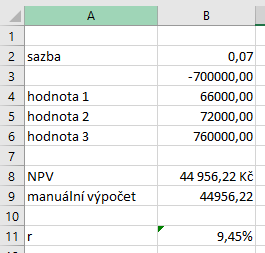 A B
1
2 sazba 0,07
3 -700000,00
4 hodnota 1 66000,00
5 hodnota 2 72000,00
6 hodnota 3 760000,00
7
8 NPV 44 956,22 Kč
9 manuální výpočet 44956,22
10
11 r 9,45%